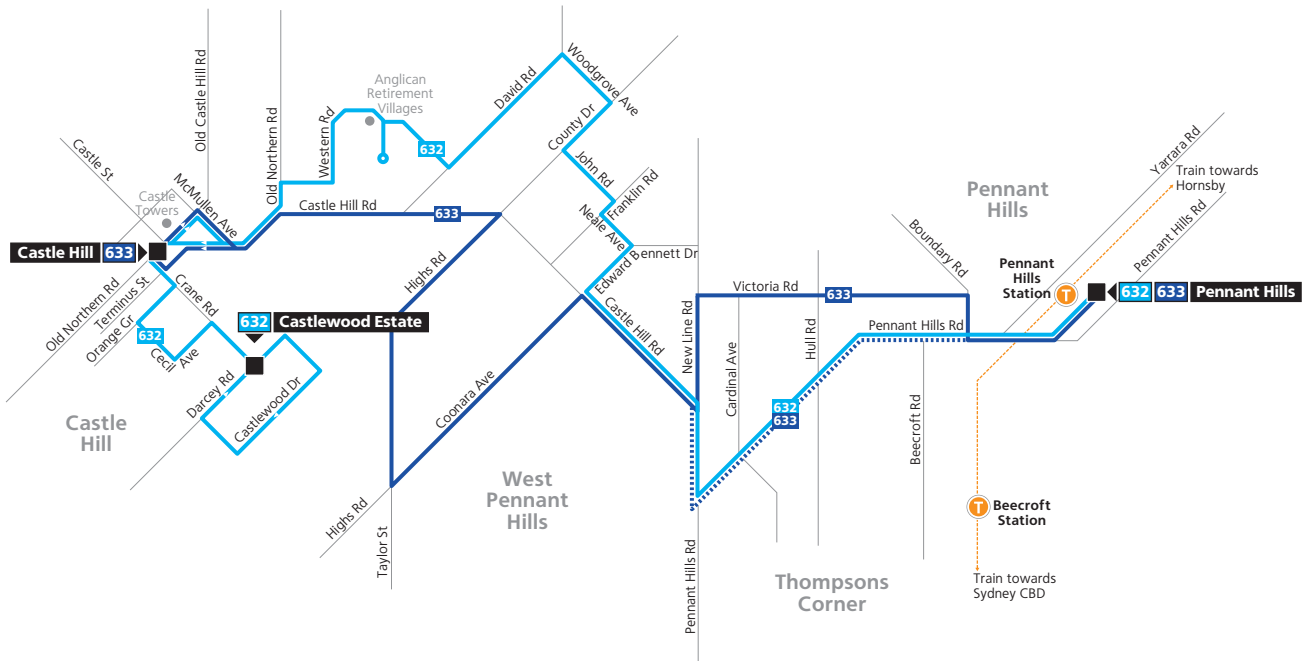 Woodgrove Ave
David Rd
Anglican
Retirement
Villages
Old Castle Hill Rd
Old Northern Rd
Western Rd
632
County Dr
Castle St
McMullen Ave
Castle
Towers
John Rd
Franklin Rd
Neale Ave
Castle Hill Rd
633
Yarrara Rd
Train towards
Hornsby
Pennant
Hills
Pennant Hills Rd
Boundary Rd
Castle Hill
633
Old Northern Rd
Terminus St
Orange Gr
Crane Rd
632
Cecil
Ave
632
Castlewood Estate
Darcey Rd
Castlewood Dr
Castle
Hill
Highs Rd
Edward Bennett Dr
Castle Hill Rd
Coonara Ave
New Line Rd
Victoria Rd
633
Pennant
Hills
Station
T
632
633
Pennant Hills
Pennant Hills Rd
Cardinal Ave
Hull Rd
632
633
Beecroft Rd
West
Pennant
Hills
Highs Rd
Taylor St
Pennant Hills Rd
T
Beecroft
Station
Thompsons
Corner
Train towards
Sydney CBD